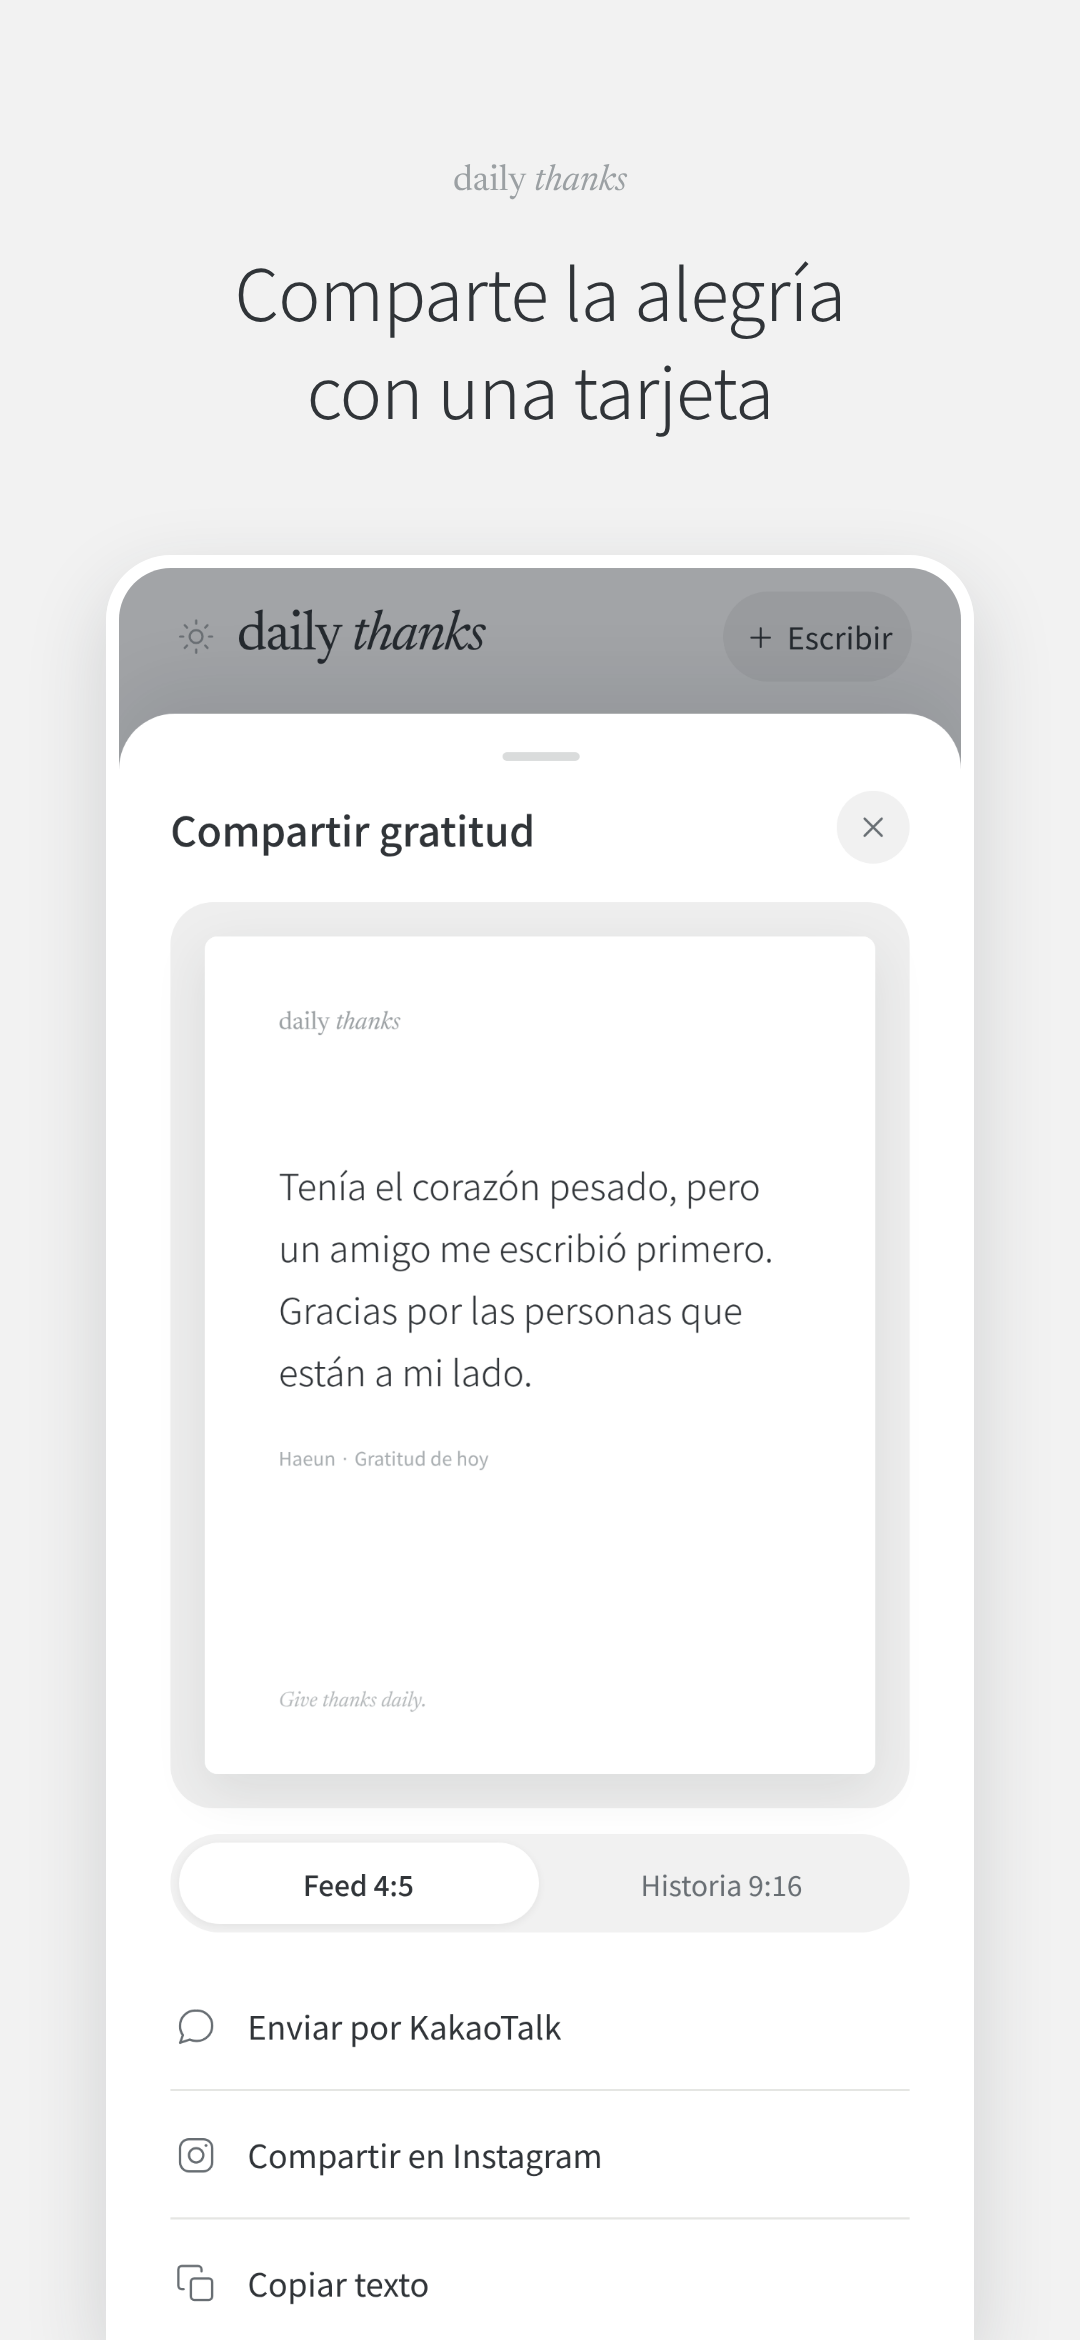 daily thanks
Comparte la alegría
con una tarjeta
daily thanks
+ Escribir
Compartir gratitud
daily thanks
Tenía el corazón pesado, pero
un amigo me escribió primero.
Gracias por las personas que
están a mi lado.
Haeun · Gratitud de hoy
Give thanks daily.
Feed 4:5
Historia 9:16
Enviar por KakaoTalk
Compartir en Instagram
Copiar texto